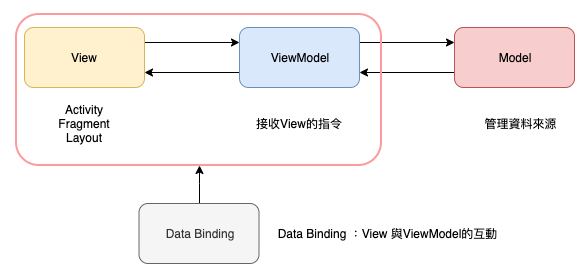 View
ViewModel
Model
Activity
Fragment
Layout
接收View的指令
管理資料來源
Data Binding
Data Binding ：View 與ViewModel的互動